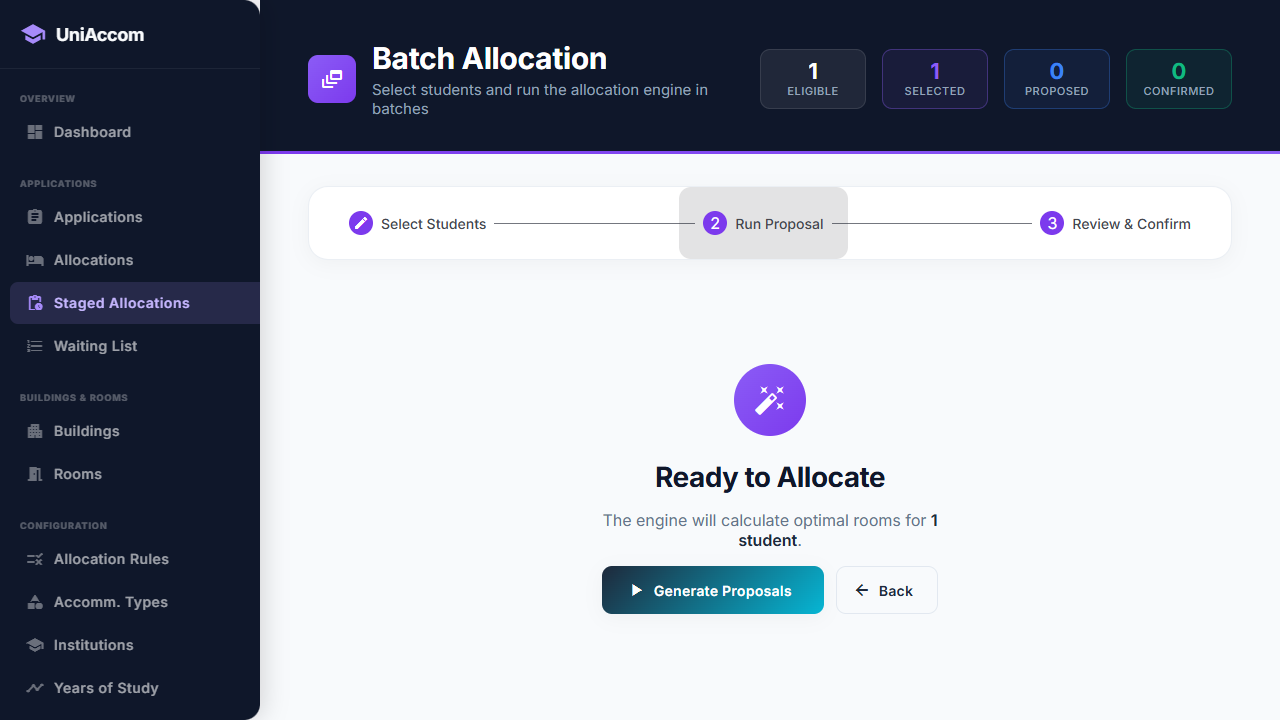 UniAccom
OVERVIEW
Dashboard
APPLICATIONS
Applications
Allocations
Staged Allocations
Waiting List
BUILDINGS & ROOMS
Buildings
Rooms
CONFIGURATION
Allocation Rules
Accomm. Types
Institutions
Years of Study
Batch Allocation
Select students and run the allocation engine in
batches
1
ELIGIBLE
1
SELECTED
0
PROPOSED
0
CONFIRMED
Select Students
2 Run Proposal
3 Review & Confirm
Ready to Allocate
The engine will calculate optimal rooms for 1
student.
Generate Proposals
Back